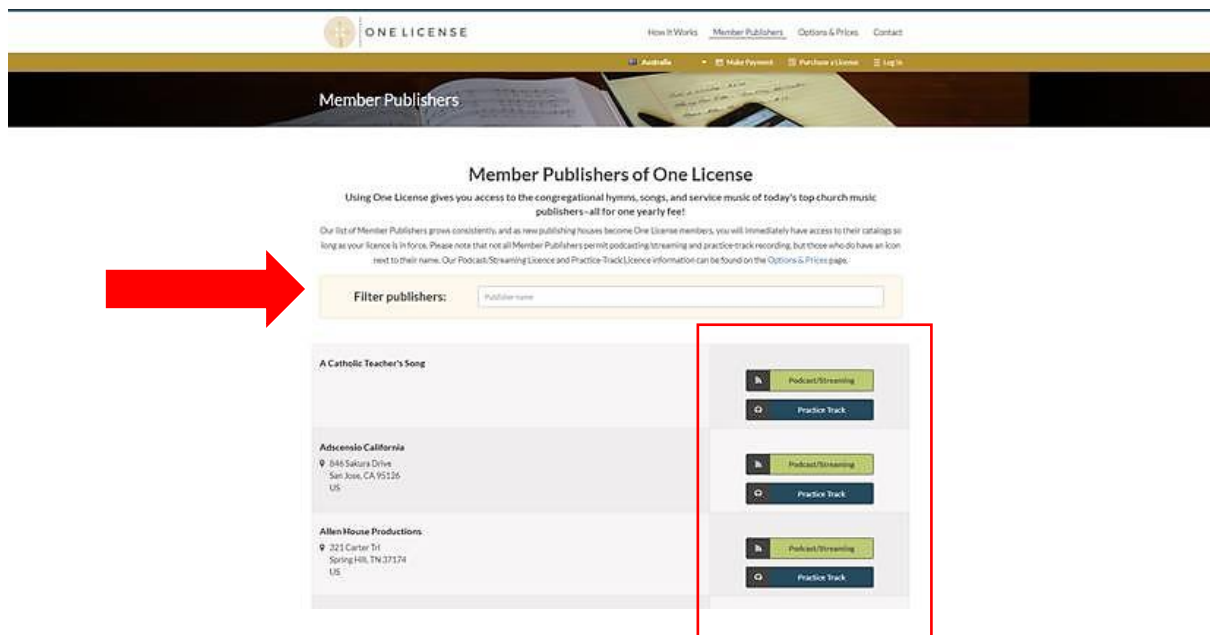 ONE LICENSE
How It Works Member Publishers Options & Prices Contact
Australia Make Payment Purchase a License Log In
Member Publishers
Member Publishers of One License
Using One License gives you access to the congregational hymns, songs, and service music of today's top church music
publishers–all for one yearly fee!
Our list of Member Publishers grows consistently, and as new publishing houses become One License members, you will immediately have access to their catalogs so
long as your licence is in force. Please note that not all Member Publishers permit podcasting/streaming and practice-track recording, but those who do have an icon
next to their name. Our Podcast/Streaming Licence and Practice-Track Licence information can be found on the Options & Prices page.
Filter publishers: Publisher name
A Catholic Teacher's Song
Podcast/Streaming
Practice Track
Adscensio California
846 Sakura Drive
San Jose, CA 95126
US
Podcast/Streaming
Practice Track
Allen House Productions
321 Carter Trl
Spring Hill, TN 37174
US
Podcast/Streaming
Practice Track